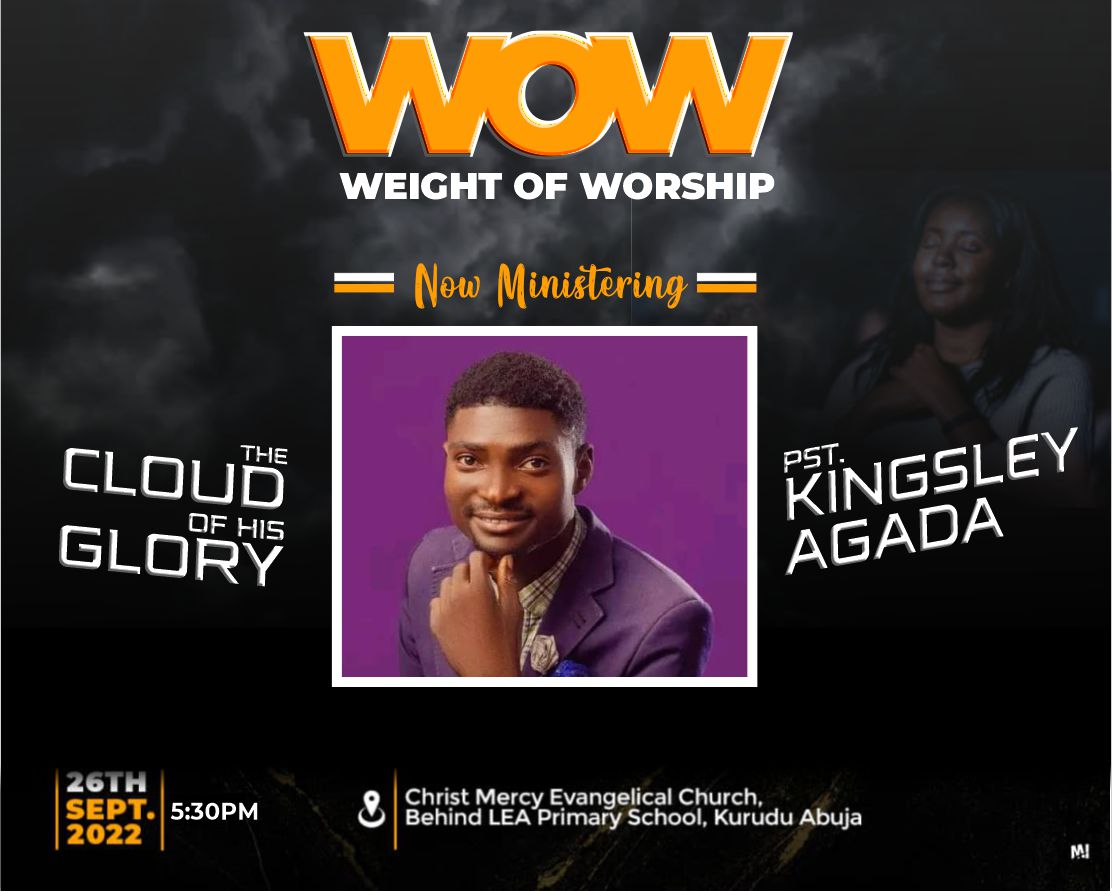 WOW
WEIGHT OF WORSHIP
Now Ministering
THE
CLOUD
OF HIS
GLORY
PST.
KINGSLEY
AGADA
26TH
SEPT.
2022
5:30PM
Christ Mercy Evangelical Church,
Behind LEA Primary School, Kurudu Abuja